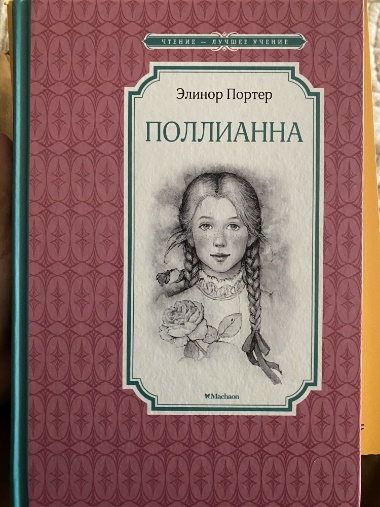 ЧТЕНИЕ — ЛУЧШЕЕ УЧЕНИЕ
Элинор Портер
ПОЛЛИАННА
Machaon